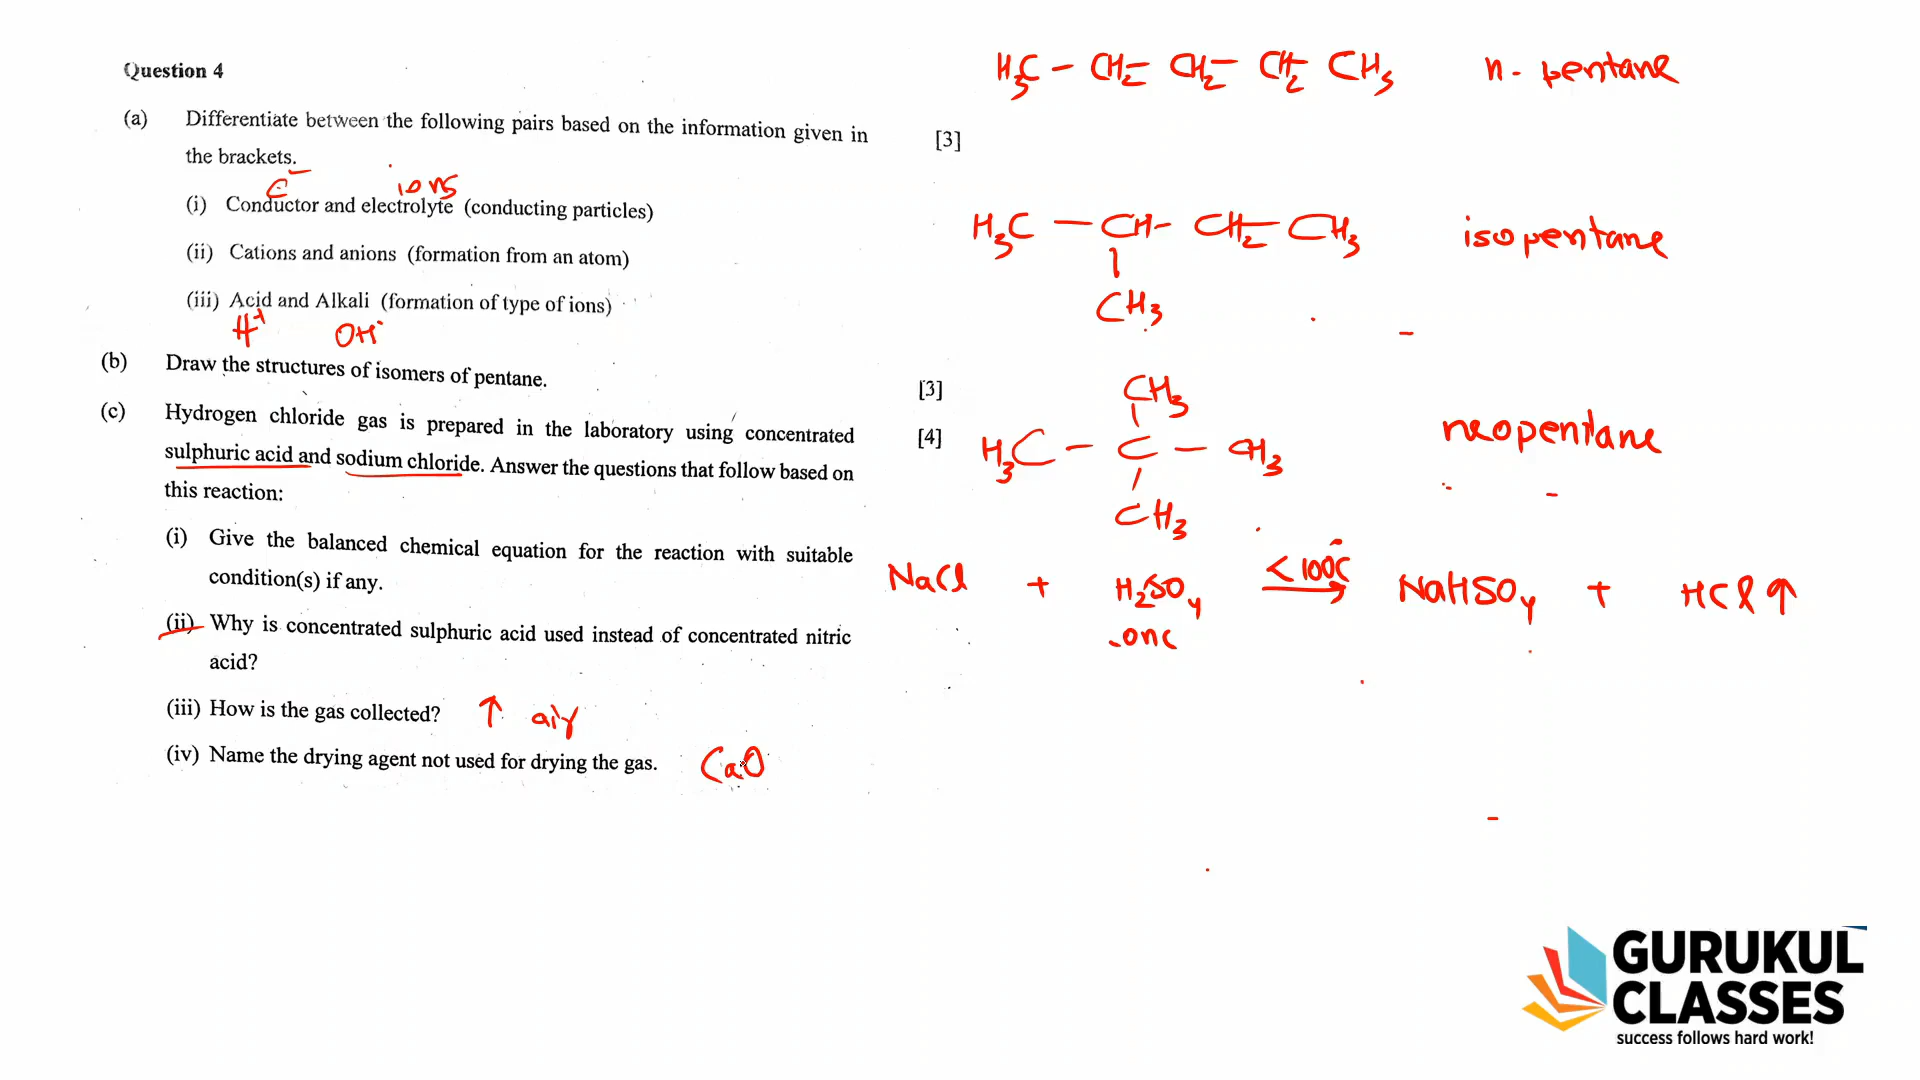 Question 4
(a) Differentiate between the following pairs based on the information given in [3]
the brackets.
e⁻ ions
(i) Conductor and electrolyte (conducting particles)
(ii) Cations and anions (formation from an atom)
(iii) Acid and Alkali (formation of type of ions)
H⁺ OH⁻
(b) Draw the structures of isomers of pentane. [3]
(c) Hydrogen chloride gas is prepared in the laboratory using concentrated [4]
sulphuric acid and sodium chloride. Answer the questions that follow based on
this reaction:
(i) Give the balanced chemical equation for the reaction with suitable
condition(s) if any.
(ii) Why is concentrated sulphuric acid used instead of concentrated nitric
acid?
(iii) How is the gas collected? ↑ air
(iv) Name the drying agent not used for drying the gas. CaO
H₃C - CH₂ - CH₂ - CH₂ CH₃ n-pentane
H₃C - CH - CH₂ - CH₃ isopentane
|
CH₃
CH₃
|
H₃C - C - CH₃ neopentane
|
CH₃
<100°C
NaCl + H₂SO₄ → NaHSO₄ + HCl ↑
conc
GURUKUL
CLASSES
success follows hard work!